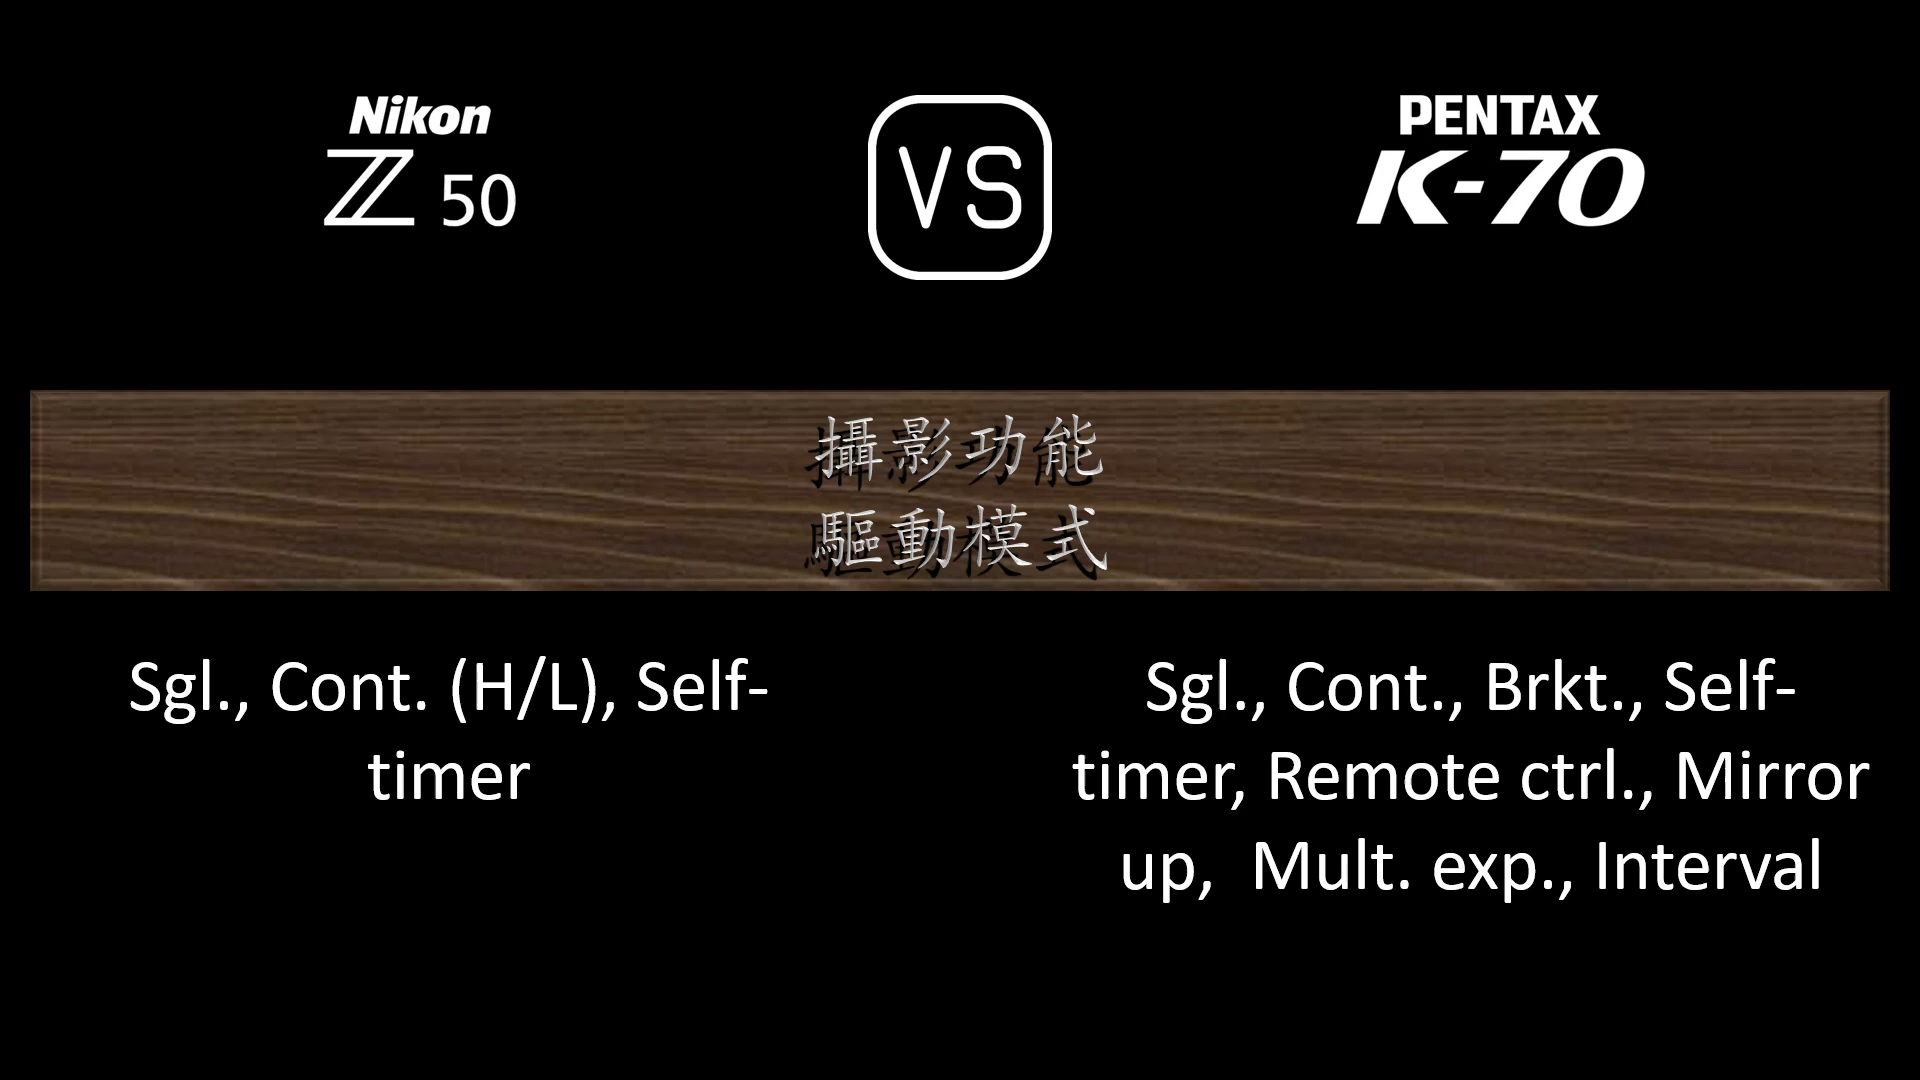 Nikon
Z 50
VS
PENTAX
K-70
攝影功能
驅動模式
Sgl., Cont. (H/L), Self-
timer
Sgl., Cont., Brkt., Self-
timer, Remote ctrl., Mirror
up,  Mult. exp., Interval